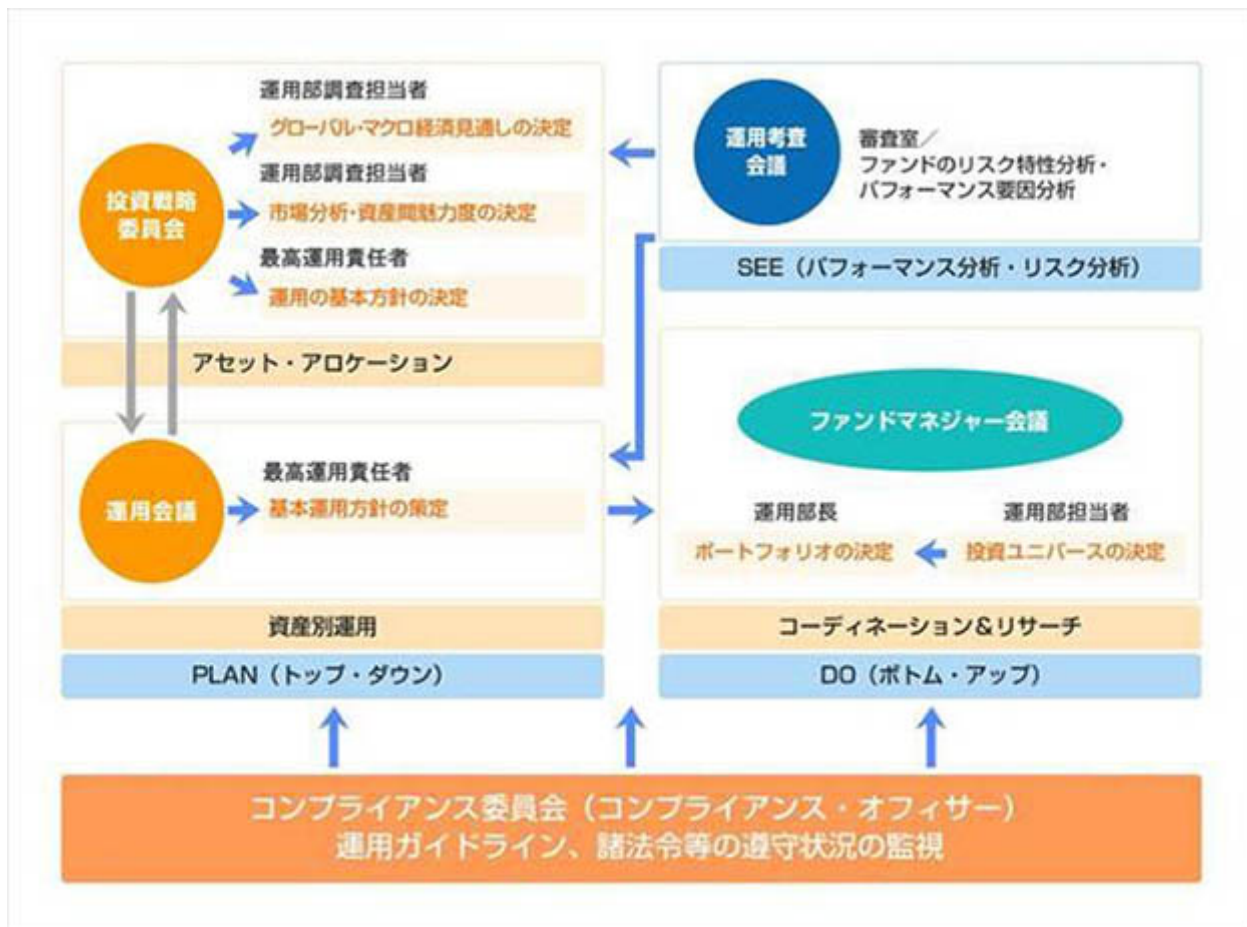 運用部調査担当者
グローバル・マクロ経済見通しの決定
投資戦略
委員会
運用部調査担当者
市場分析・資産間魅力度の決定
最高運用責任者
運用の基本方針の決定
アセット・アロケーション
運用会議
最高運用責任者
基本運用方針の策定
資産別運用
PLAN(トップ・ダウン)
運用考査
会議
審査室/
ファンドのリスク特性分析・
パフォーマンス要因分析
SEE(パフォーマンス分析・リスク分析)
ファンドマネジャー会議
運用部長
ポートフォリオの決定
運用部担当者
投資ユニバースの決定
コーディネーション&リサーチ
DO(ボトム・アップ)
コンプライアンス委員会(コンプライアンス・オフィサー)
運用ガイドライン、諸法令等の遵守状況の監視